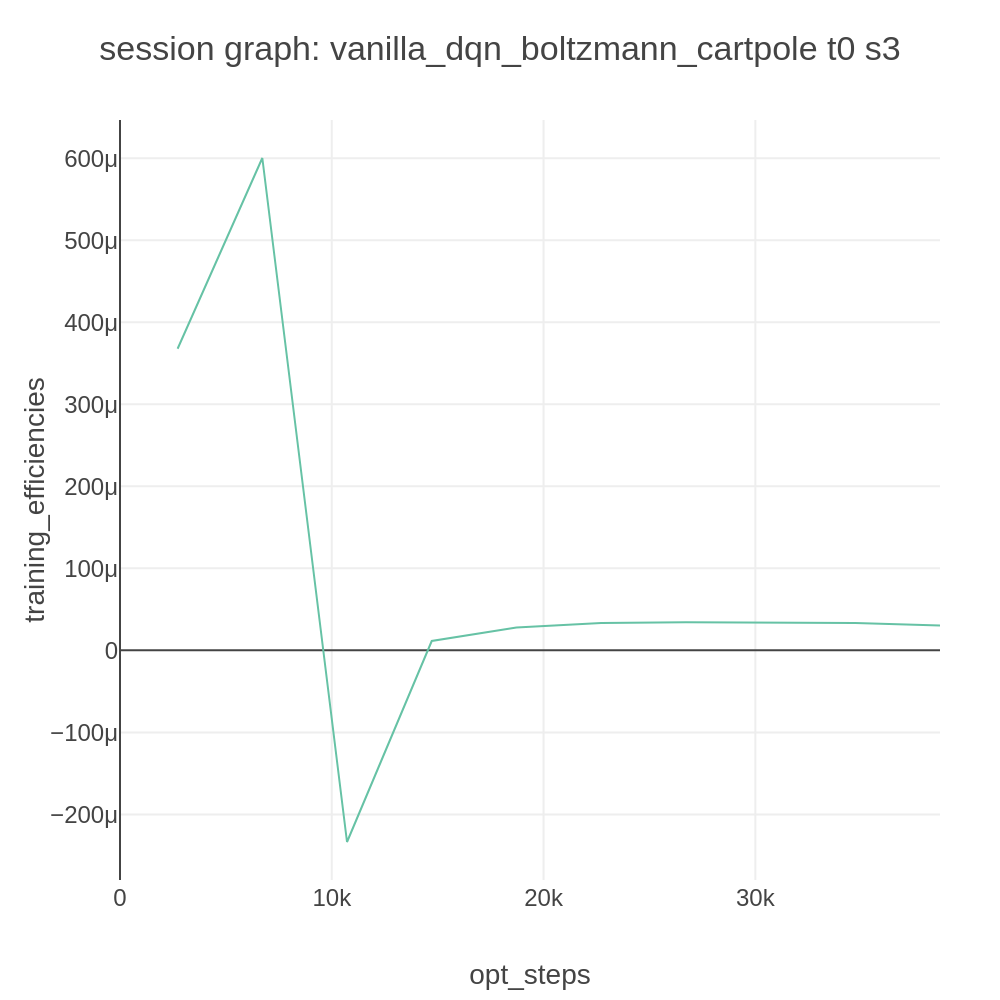 session graph: vanilla_dqn_boltzmann_cartpole t0 s3
training_efficiencies
600μ
500μ
400μ
300μ
200μ
100μ
0
−100μ
−200μ
0
10k
20k
30k
opt_steps